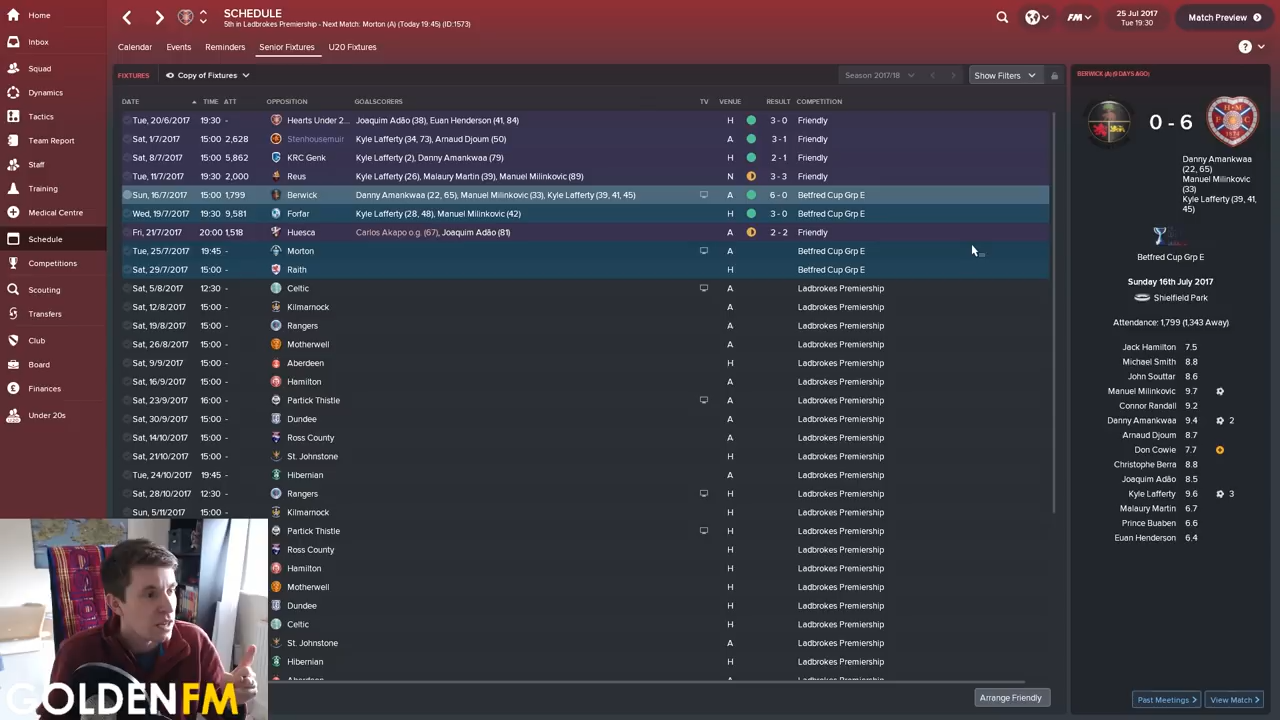 Home
Inbox
Squad
Dynamics
Tactics
Team Report
Staff
Training
Medical Centre
Schedule
Competitions
Scouting
Transfers
Club
Board
Finances
Under 20s
SCHEDULE
5th in Ladbrokes Premiership - Next Match: Morton (A) (Today 19:45) (ID:1573)
FM
25 Jul 2017
Tue 19:30
Match Preview
Calendar Events Reminders Senior Fixtures U20 Fixtures
?
FIXTURES Copy of Fixtures Season 2017/18 Show Filters
DATE TIME ATT OPPOSITION GOALSCORERS TV VENUE RESULT COMPETITION
Tue, 20/6/2017 19:30 - Hearts Under 2... Joaquim Adão (38), Euan Henderson (41, 84) H 3 - 0 Friendly
Sat, 1/7/2017 15:00 2,628 Stenhousemuir Kyle Lafferty (34, 73), Arnaud Djoum (50) A 3 - 1 Friendly
Sat, 8/7/2017 15:00 5,862 KRC Genk Kyle Lafferty (2), Danny Amankwaa (79) H 2 - 1 Friendly
Tue, 11/7/2017 19:30 2,000 Reus Kyle Lafferty (26), Malaury Martin (39), Manuel Milinkovic (89) N 3 - 3 Friendly
Sun, 16/7/2017 15:00 1,799 Berwick Danny Amankwaa (22, 65), Manuel Milinkovic (33), Kyle Lafferty (39, 41, 45) A 6 - 0 Betfred Cup Grp E
Wed, 19/7/2017 19:30 9,581 Forfar Kyle Lafferty (28, 48), Manuel Milinkovic (42) H 3 - 0 Betfred Cup Grp E
Fri, 21/7/2017 20:00 1,518 Huesca Carlos Akapo o.g. (67), Joaquim Adão (81) A 2 - 2 Friendly
Tue, 25/7/2017 19:45 - Morton A Betfred Cup Grp E
Sat, 29/7/2017 15:00 - Raith H Betfred Cup Grp E
Sat, 5/8/2017 12:30 - Celtic A Ladbrokes Premiership
Sat, 12/8/2017 15:00 - Kilmarnock A Ladbrokes Premiership
Sat, 19/8/2017 15:00 - Rangers A Ladbrokes Premiership
Sat, 26/8/2017 15:00 - Motherwell A Ladbrokes Premiership
Sat, 9/9/2017 15:00 - Aberdeen H Ladbrokes Premiership
Sat, 16/9/2017 15:00 - Hamilton A Ladbrokes Premiership
Sat, 23/9/2017 16:00 - Partick Thistle A Ladbrokes Premiership
Sat, 30/9/2017 15:00 - Dundee A Ladbrokes Premiership
Sat, 14/10/2017 15:00 - Ross County A Ladbrokes Premiership
Sat, 21/10/2017 15:00 - St. Johnstone H Ladbrokes Premiership
Tue, 24/10/2017 19:45 - Hibernian A Ladbrokes Premiership
Sat, 28/10/2017 12:30 - Rangers H Ladbrokes Premiership
Sun, 5/11/2017 15:00 - Kilmarnock H Ladbrokes Premiership
Partick Thistle H Ladbrokes Premiership
Ross County H Ladbrokes Premiership
Hamilton H Ladbrokes Premiership
Motherwell H Ladbrokes Premiership
Dundee H Ladbrokes Premiership
Celtic H Ladbrokes Premiership
St. Johnstone A Ladbrokes Premiership
Hibernian H Ladbrokes Premiership
Aberdeen A Ladbrokes Premiership
Arrange Friendly
BERWICK (A) (9 DAYS AGO)
0 - 6
Danny Amankwaa
(22, 65)
Manuel Milinkovic
(33)
Kyle Lafferty (39, 41,
45)
Betfred Cup Grp E
Sunday 16th July 2017
Shielfield Park
Attendance: 1,799 (1,343 Away)
Jack Hamilton 7.5
Michael Smith 8.8
John Souttar 8.6
Manuel Milinkovic 9.7
Connor Randall 9.2
Danny Amankwaa 9.4 2
Arnaud Djoum 8.7
Don Cowie 7.7
Christophe Berra 8.8
Joaquim Adão 8.5
Kyle Lafferty 9.6 3
Malaury Martin 6.7
Prince Buaben 6.6
Euan Henderson 6.4
Past Meetings View Match
GOLDENFM